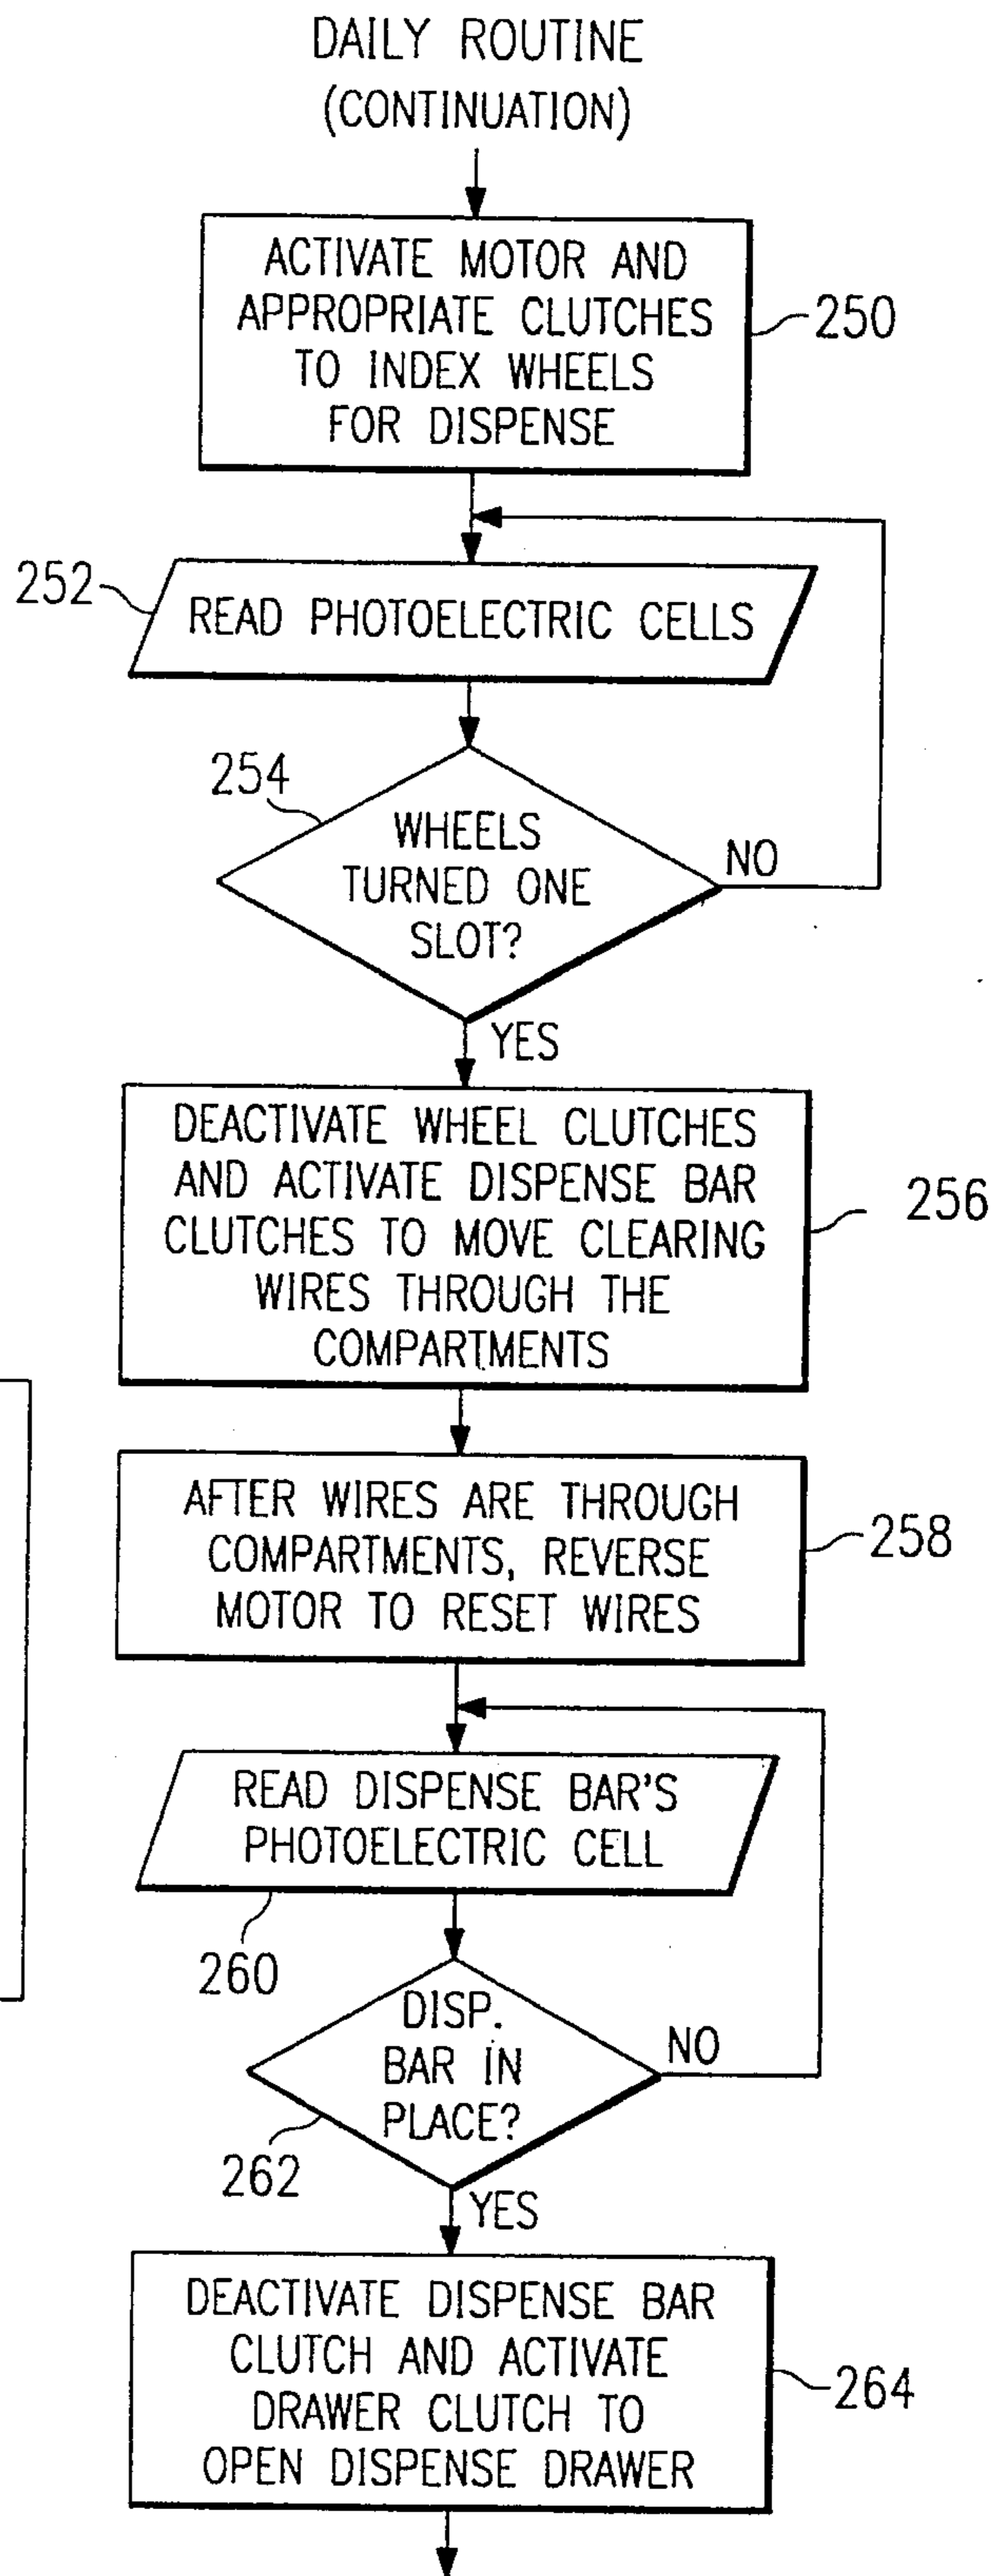 DAILY ROUTINE
(CONTINUATION)
ACTIVATE MOTOR AND
APPROPRIATE CLUTCHES
TO INDEX WHEELS
FOR DISPENSE
250
252
READ PHOTOELECTRIC CELLS
254
WHEELS
TURNED ONE
SLOT?
NO
YES
DEACTIVATE WHEEL CLUTCHES
AND ACTIVATE DISPENSE BAR
CLUTCHES TO MOVE CLEARING
WIRES THROUGH THE
COMPARTMENTS
256
AFTER WIRES ARE THROUGH
COMPARTMENTS, REVERSE
MOTOR TO RESET WIRES
258
READ DISPENSE BAR'S
PHOTOELECTRIC CELL
260
DISP.
BAR IN
PLACE?
NO
262
YES
DEACTIVATE DISPENSE BAR
CLUTCH AND ACTIVATE
DRAWER CLUTCH TO
OPEN DISPENSE DRAWER
264